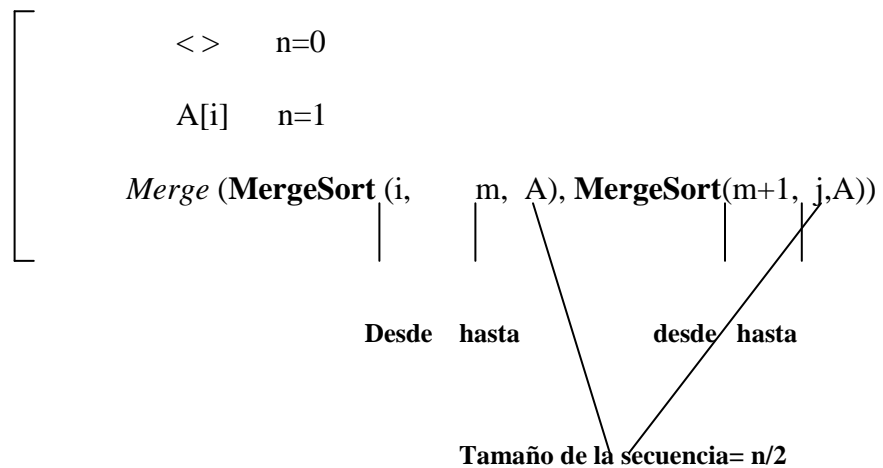 < > n=0
A[i] n=1
Merge (MergeSort (i, m, A), MergeSort(m+1, j,A))
Desde hasta desde hasta
Tamaño de la secuencia= n/2